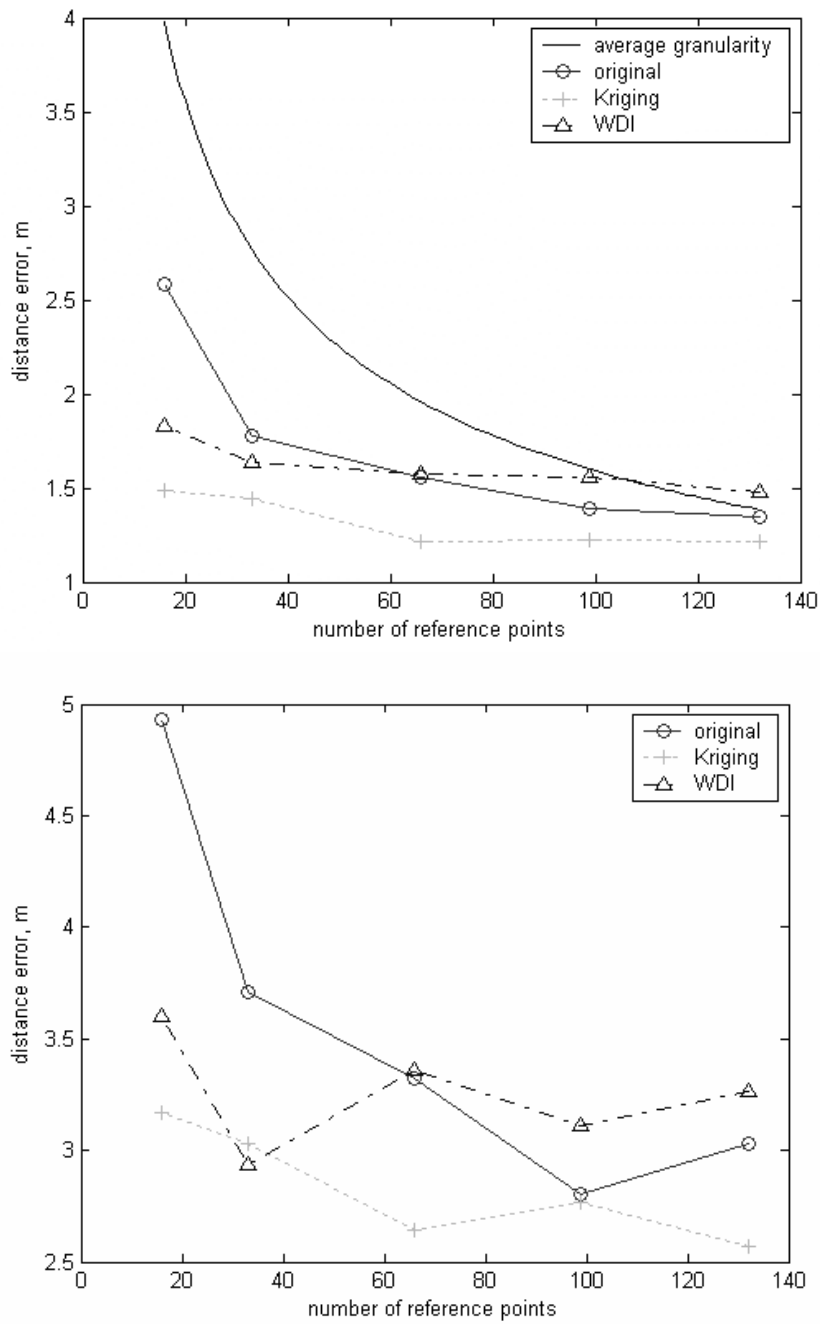 4
3.5
3
2.5
2
1.5
1
distance error, m
average granularity
original
Kriging
WDI
0 20 40 60 80 100 120 140
number of reference points
5
4.5
4
3.5
3
2.5
distance error, m
original
Kriging
WDI
0 20 40 60 80 100 120 140
number of reference points